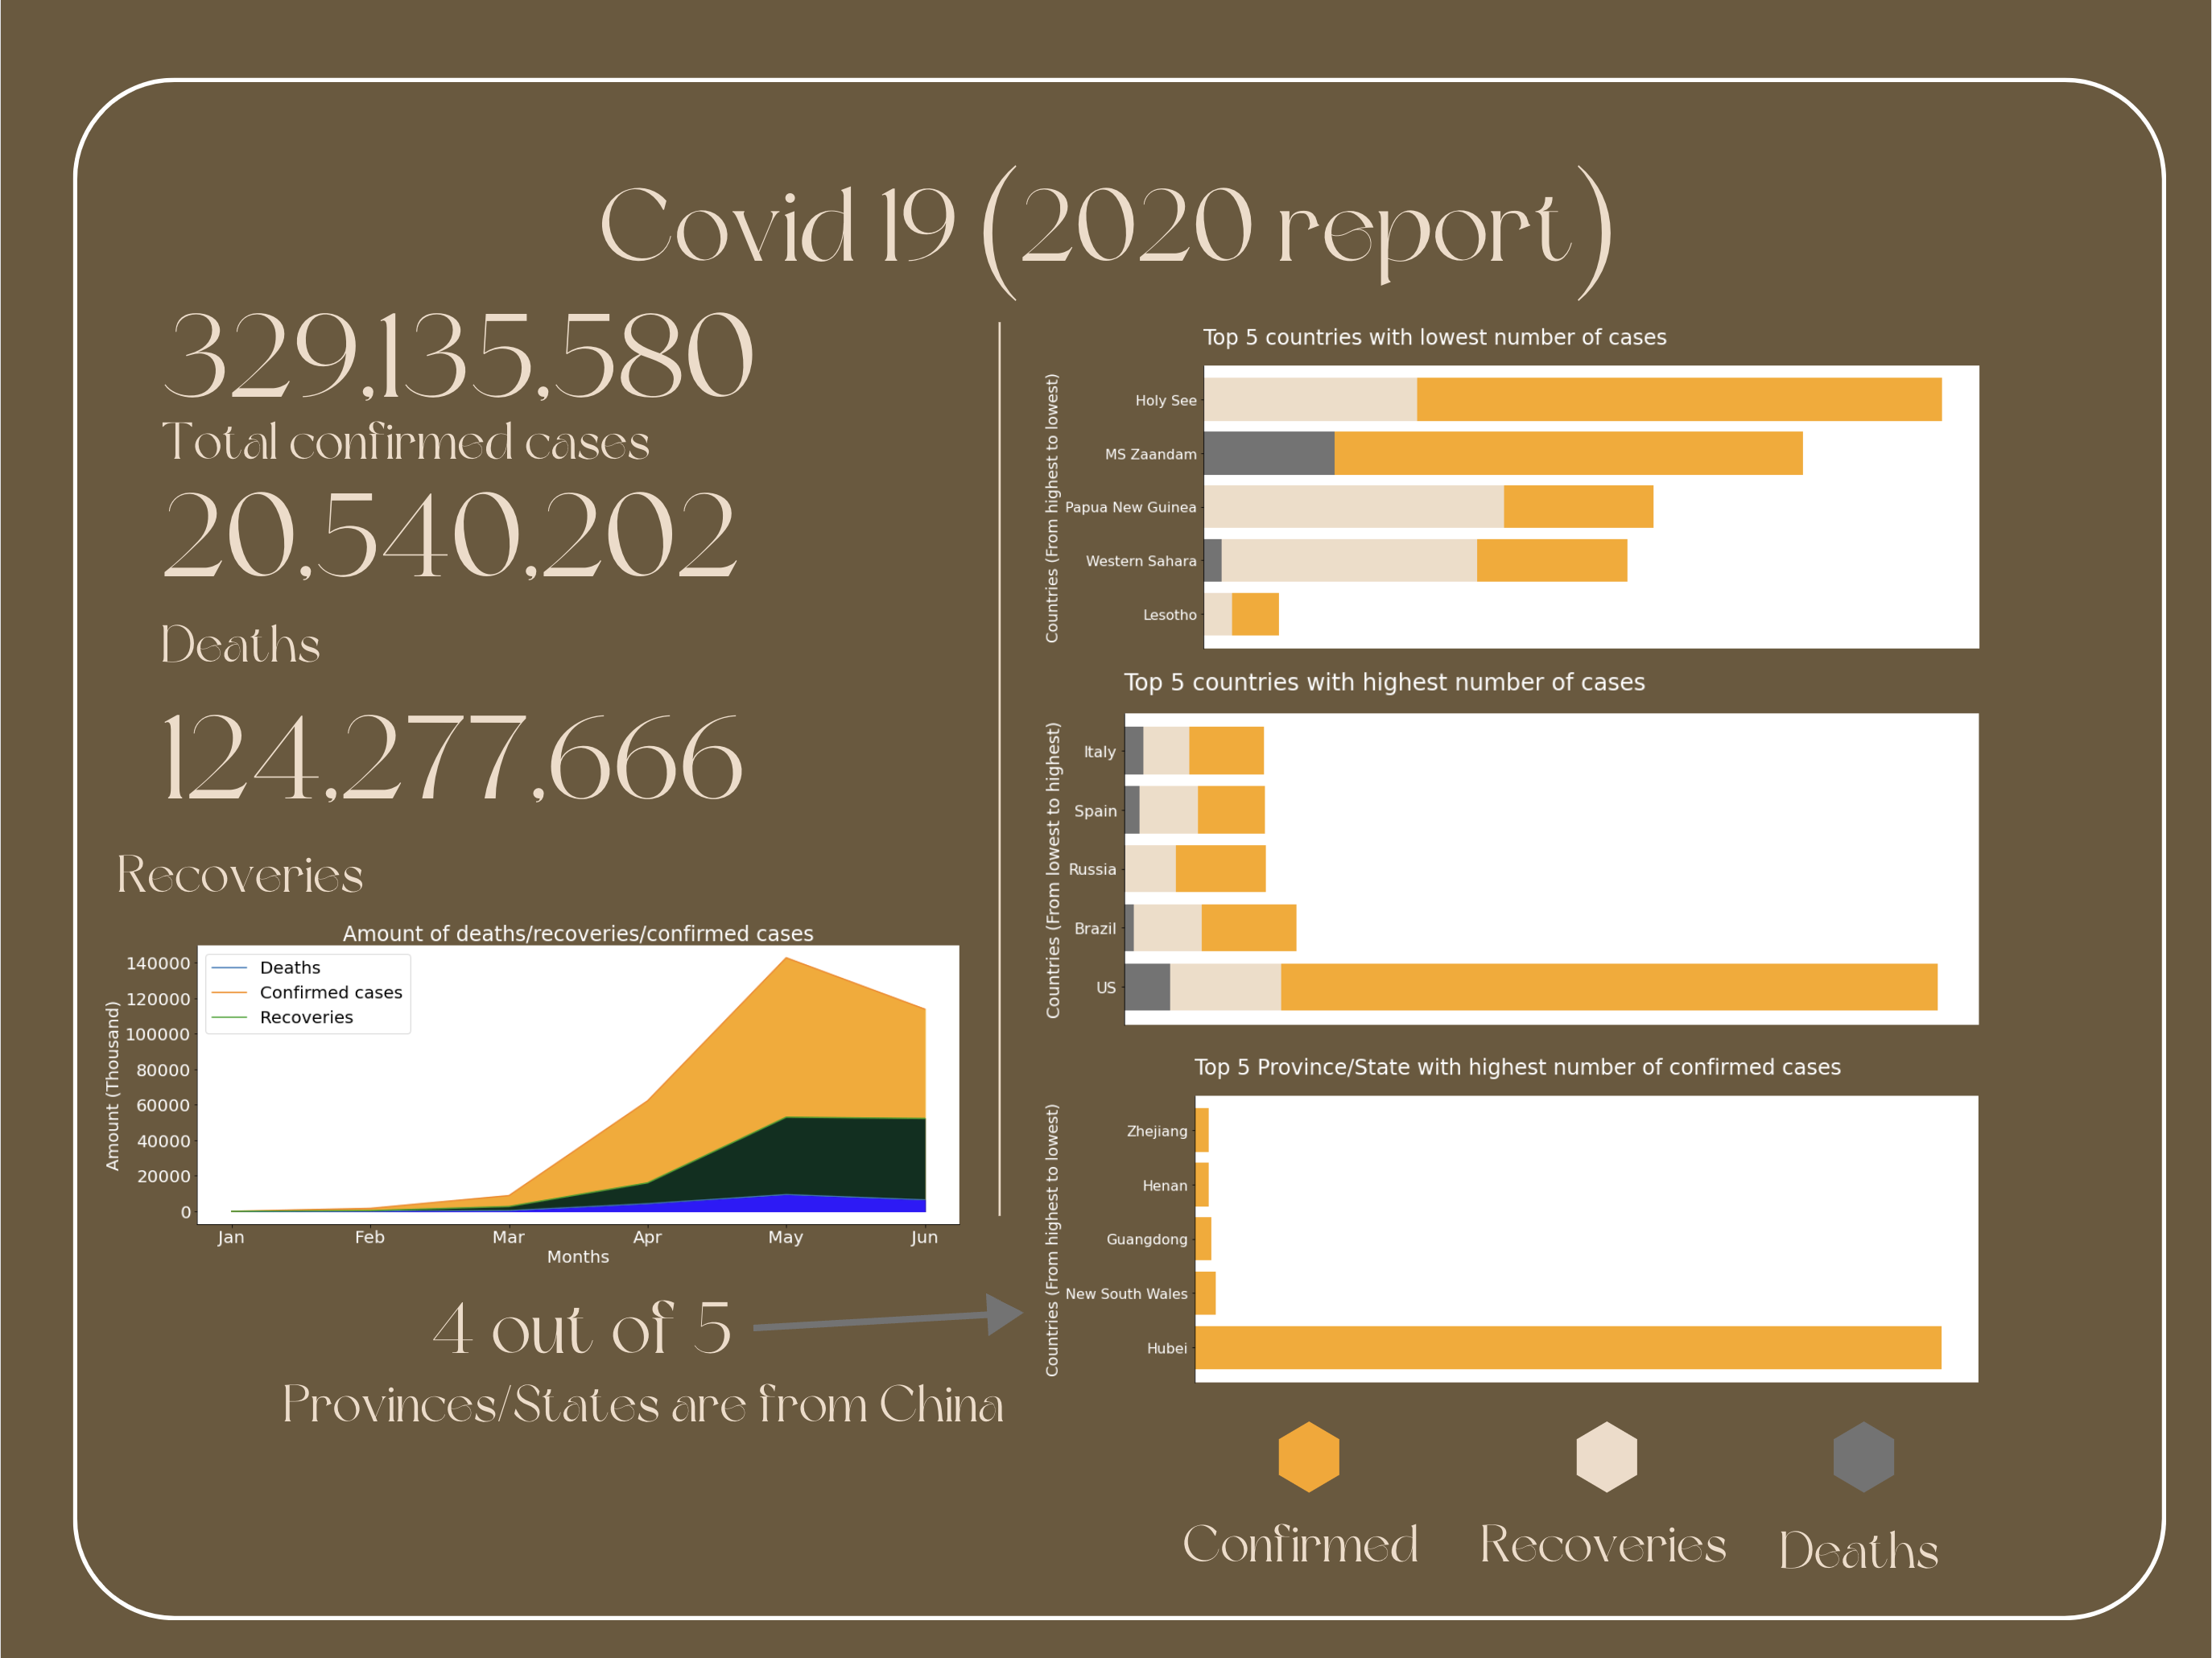 Covid 19 (2020 report)
329,135,580
Total confirmed cases
20,540,202
Deaths
124,277,666
Recoveries
Amount of deaths/recoveries/confirmed cases
Deaths
Confirmed cases
Recoveries
Amount (Thousand)
140000
120000
100000
80000
60000
40000
20000
0
Jan Feb Mar Apr May Jun
Months
4 out of 5
Provinces/States are from China
Top 5 countries with lowest number of cases
Countries (From highest to lowest)
Holy See
MS Zaandam
Papua New Guinea
Western Sahara
Lesotho
Top 5 countries with highest number of cases
Countries (From lowest to highest)
Italy
Spain
Russia
Brazil
US
Top 5 Province/State with highest number of confirmed cases
Countries (From highest to lowest)
Zhejiang
Henan
Guangdong
New South Wales
Hubei
Confirmed Recoveries Deaths